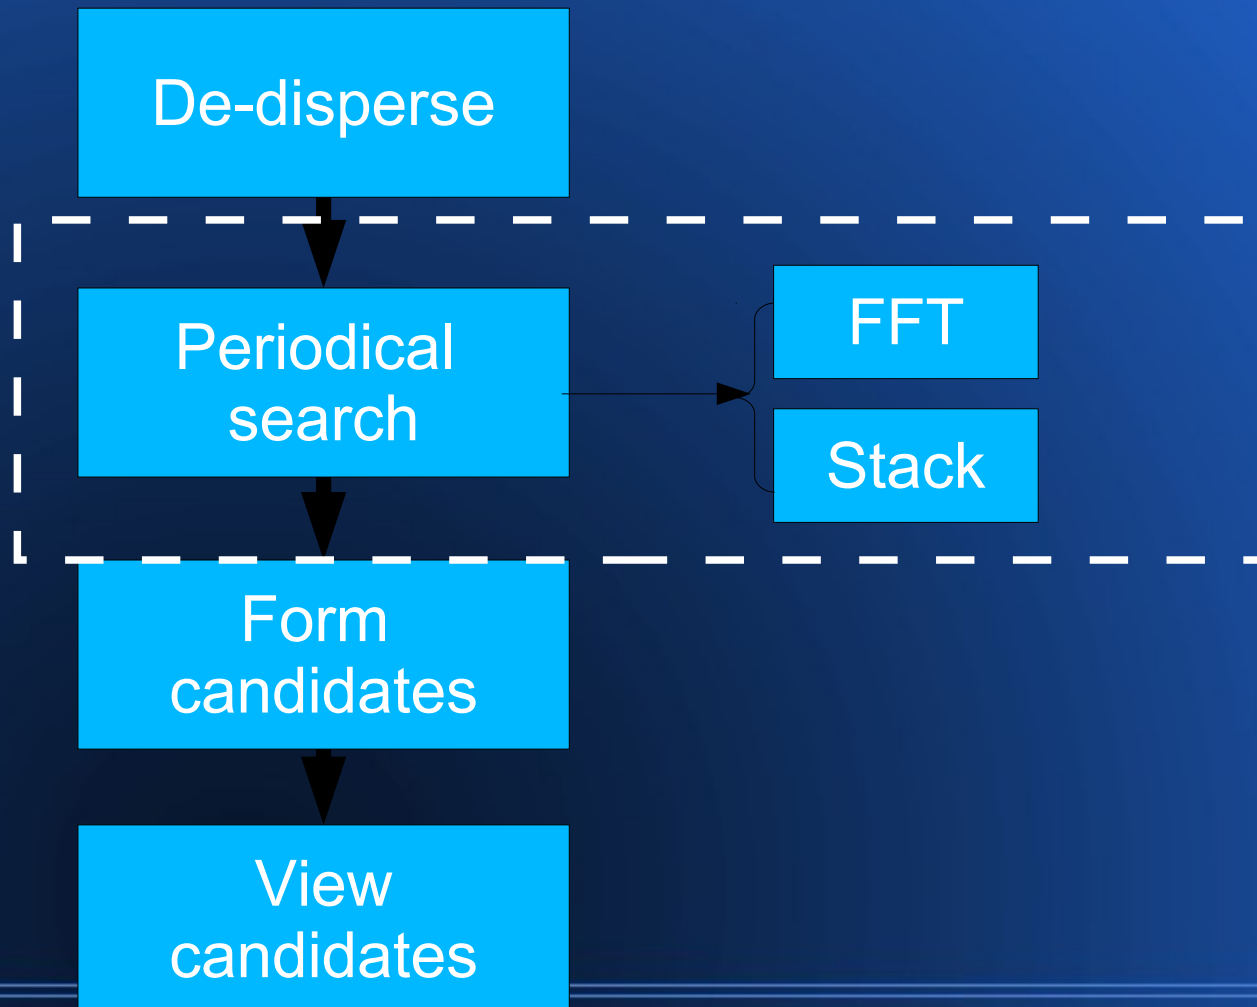 De-disperse
Periodical
search
FFT
Stack
Form
candidates
View
candidates